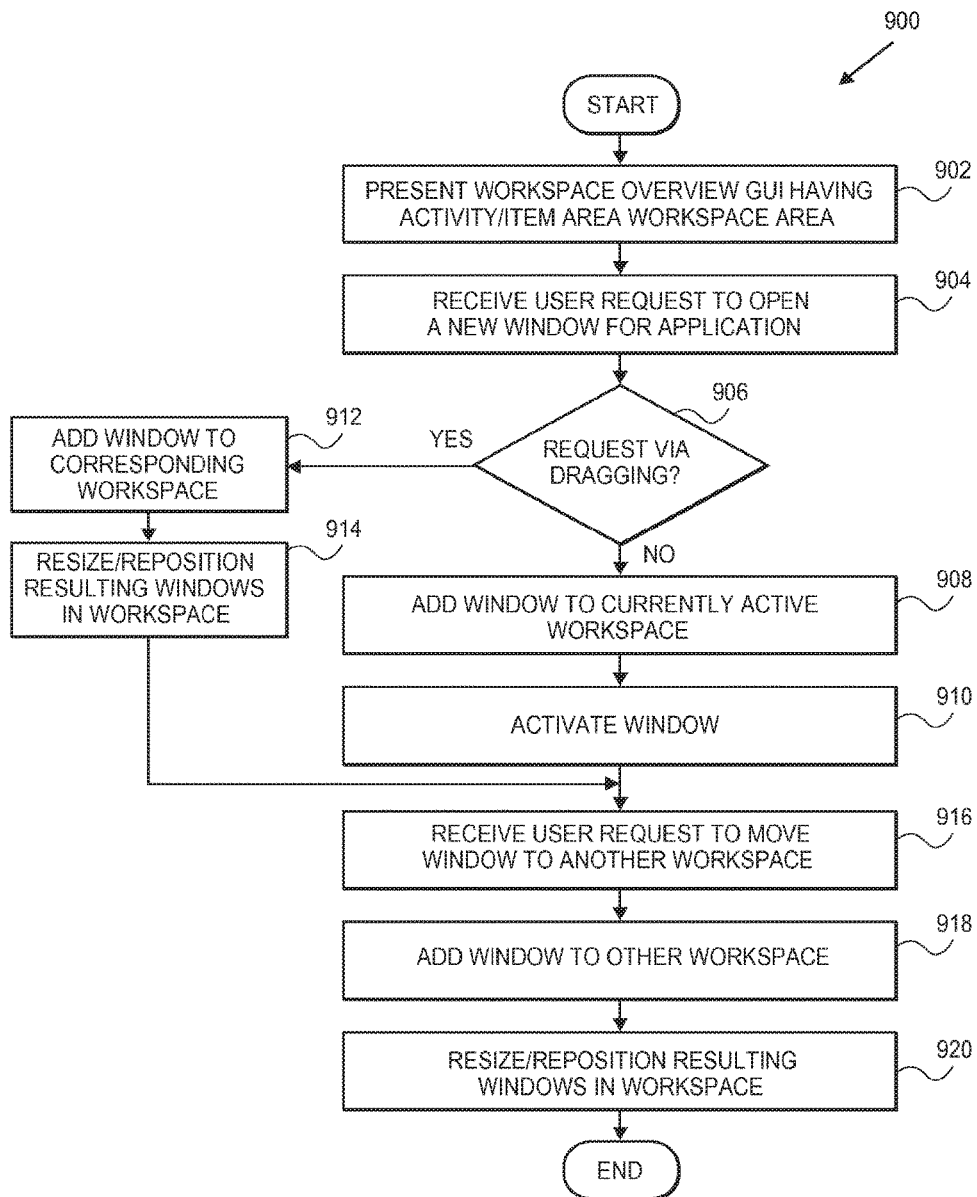 900
START
902
PRESENT WORKSPACE OVERVIEW GUI HAVING
ACTIVITY/ITEM AREA WORKSPACE AREA
904
RECEIVE USER REQUEST TO OPEN
A NEW WINDOW FOR APPLICATION
906
REQUEST VIA
DRAGGING?
YES
912
ADD WINDOW TO
CORRESPONDING
WORKSPACE
914
RESIZE/REPOSITION
RESULTING WINDOWS
IN WORKSPACE
NO
908
ADD WINDOW TO CURRENTLY ACTIVE
WORKSPACE
910
ACTIVATE WINDOW
916
RECEIVE USER REQUEST TO MOVE
WINDOW TO ANOTHER WORKSPACE
918
ADD WINDOW TO OTHER WORKSPACE
920
RESIZE/REPOSITION RESULTING
WINDOWS IN WORKSPACE
END